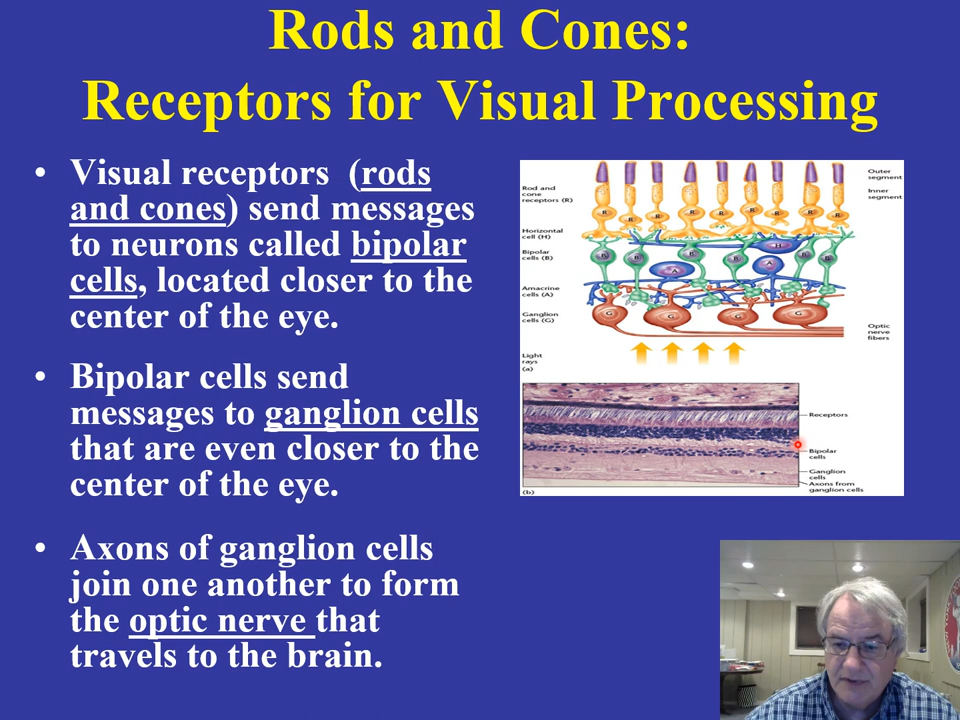 Rods and Cones:
Receptors for Visual Processing
• Visual receptors (rods
and cones) send messages
to neurons called bipolar
cells, located closer to the
center of the eye.
• Bipolar cells send
messages to ganglion cells
that are even closer to the
center of the eye.
• Axons of ganglion cells
join one another to form
the optic nerve that
travels to the brain.
Rod and
cone
receptors (R)
Horizontal
cell (H)
Bipolar
cells (B)
Amacrine
cells (A)
Ganglion
cells (G)
Light
rays
(a)
Outer
segment
Inner
segment
R R R R R R R
H
B B B B B B
A A
G G G G
Optic
nerve
fibers
Receptors
Bipolar
cells
Ganglion
cells
Axons from
ganglion cells
(b)